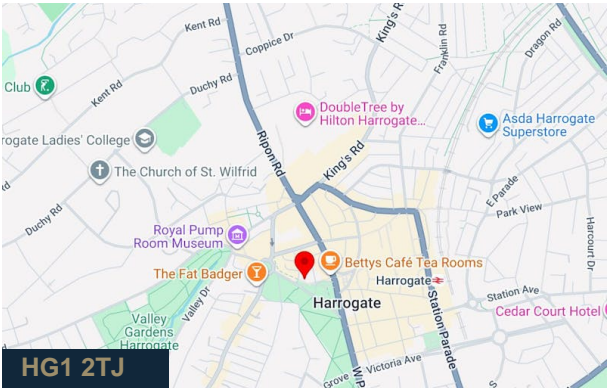 Kent Rd
King's R
Coppice Dr
Franklin Rd
Dragon Rd
Club
Kent Rd
Duchy Rd
DoubleTree by
Hilton Harrogate...
Asda Harrogate
Superstore
rogate Ladies' College
Ripon Rd
King's Rd
The Church of St. Wilfrid
E Parade
Park View
Duchy Rd
Royal Pump
Room Museum
Harcourt Dr
Bettys Café Tea Rooms
The Fat Badger
Harrogate
Valley Dr
Station Parade
Station Ave
Harrogate
Cedar Court Hotel
Valley
Gardens
Harrogate
Victoria Ave
Grove
W P
HG1 2TJ